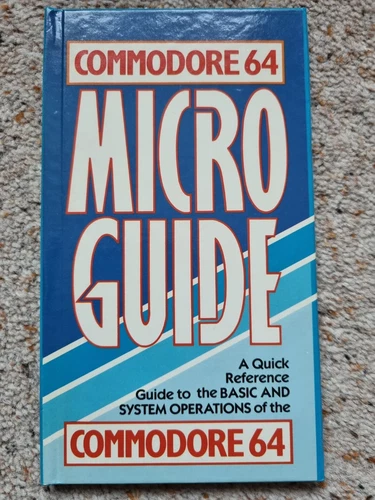 COMMODORE 64
MICRO
GUIDE
A Quick
Reference
Guide to the BASIC AND
SYSTEM OPERATIONS of the
COMMODORE 64